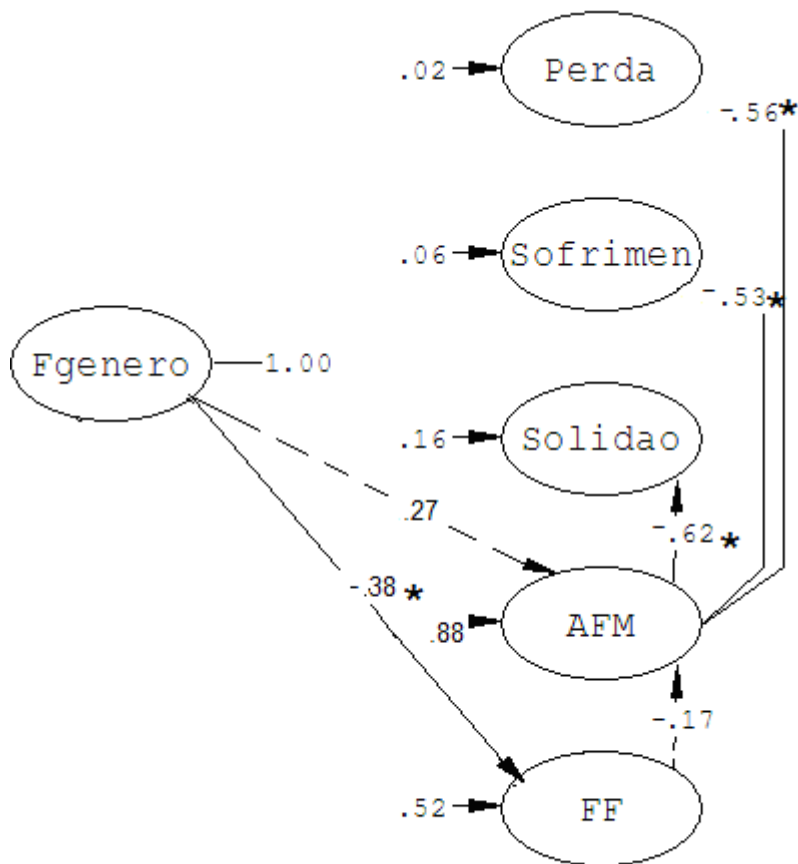 .02
Perda
-.56*
.06
Sofrimen
-.53*
Fgenero
1.00
.16
Solidao
.27
-.62*
-.38*
.88
AFM
-.17
.52
FF